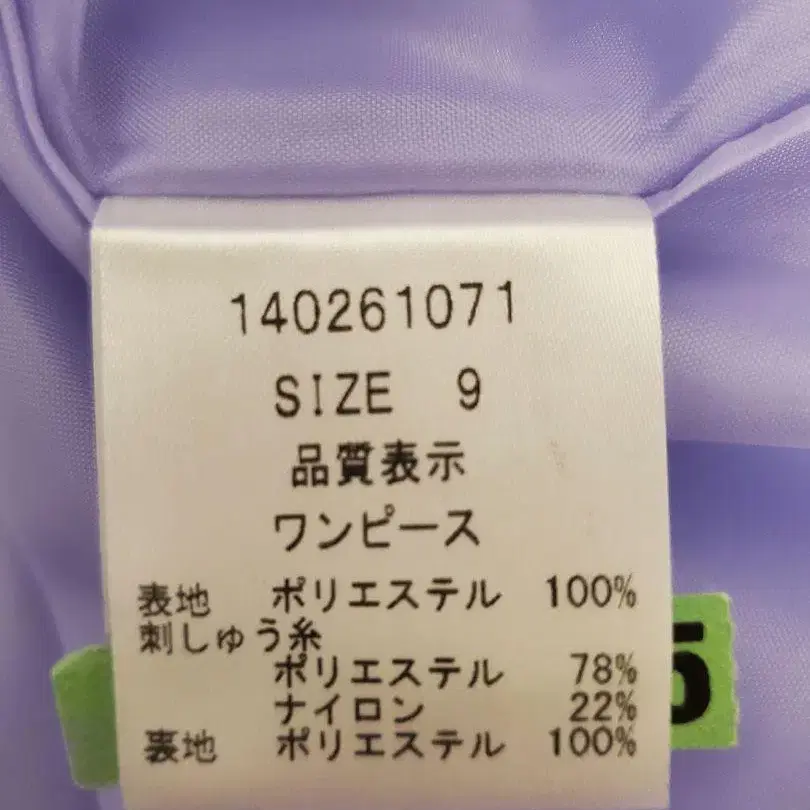 140261071
SIZE 9
品質表示
ワンピース
表地 ポリエステル 100%
刺しゅう糸
ポリエステル 78%
ナイロン 22%
裏地 ポリエステル 100%